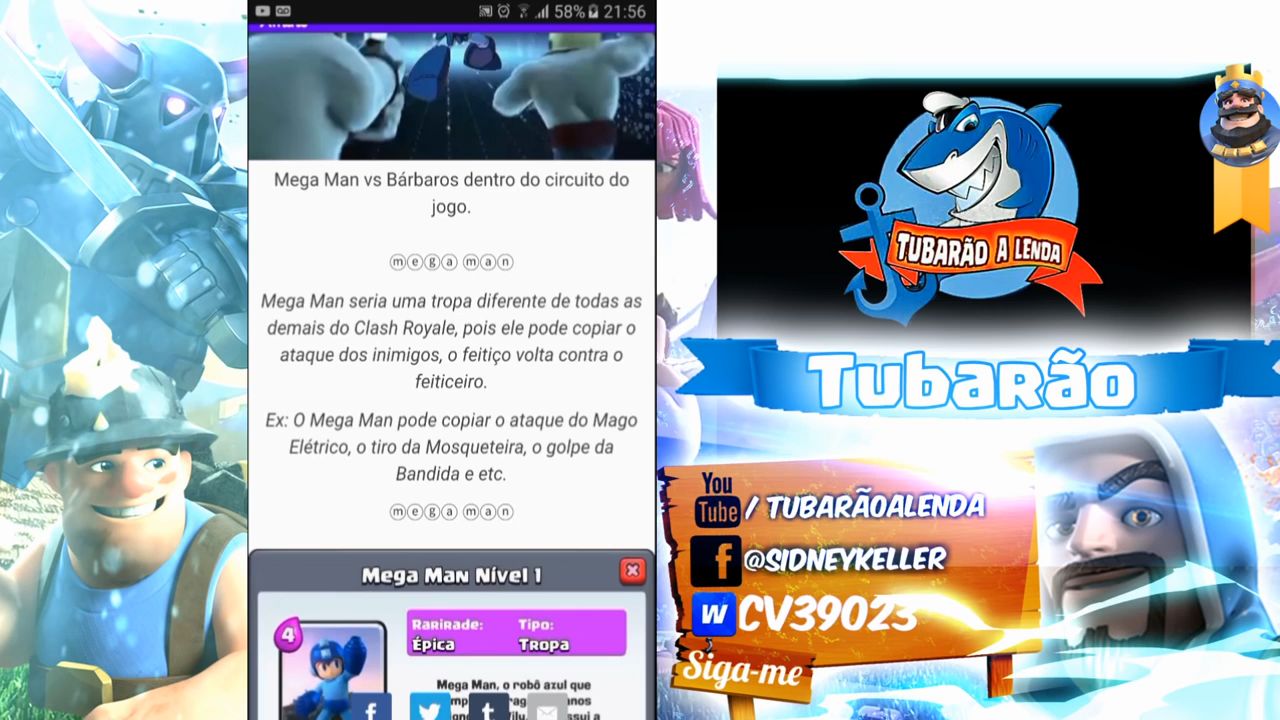 58% 21:56
Mega Man vs Bárbaros dentro do circuito do
jogo.
ⓜⓔⓖⓐ ⓜⓐⓝ
Mega Man seria uma tropa diferente de todas as
demais do Clash Royale, pois ele pode copiar o
ataque dos inimigos, o feitiço volta contra o
feiticeiro.
Ex: O Mega Man pode copiar o ataque do Mago
Elétrico, o tiro da Mosqueteira, o golpe da
Bandida e etc.
ⓜⓔⓖⓐ ⓜⓐⓝ
Mega Man Nível 1
4
Rarirade: Tipo:
Épica Tropa
Mega Man, o robô azul que
TUBARÃO A LENDA
Tubarão
You
Tube / TUBARÃOALENDA
f @SIDNEYKELLER
W CV39023
Siga-me